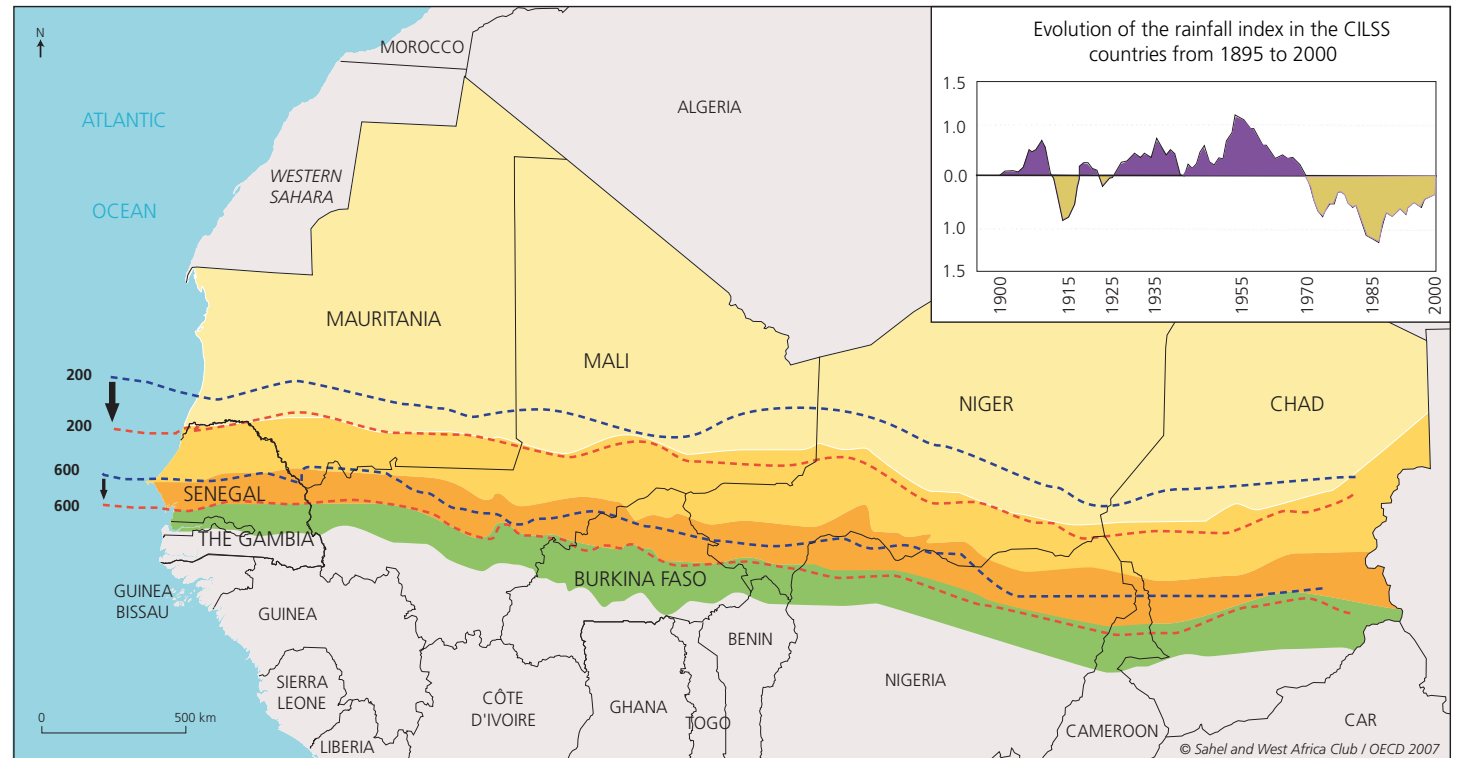 N
MOROCCO
ATLANTIC
OCEAN
ALGERIA
WESTERN
SAHARA
MAURITANIA
MALI
NIGER
CHAD
200
200
600
600
SENEGAL
THE GAMBIA
GUINEA
BISSAU
GUINEA
BURKINA FASO
BENIN
NIGERIA
SIERRA
LEONE
CÔTE
D'IVOIRE
GHANA
TOGO
CAMEROON
CAR
LIBERIA
0
500 km
Evolution of the rainfall index in the CILSS
countries from 1895 to 2000
1.5
1.0
0.0
1.0
1.5
1900
1915
1925
1935
1955
1970
1985
2000
© Sahel and West Africa Club / OECD 2007